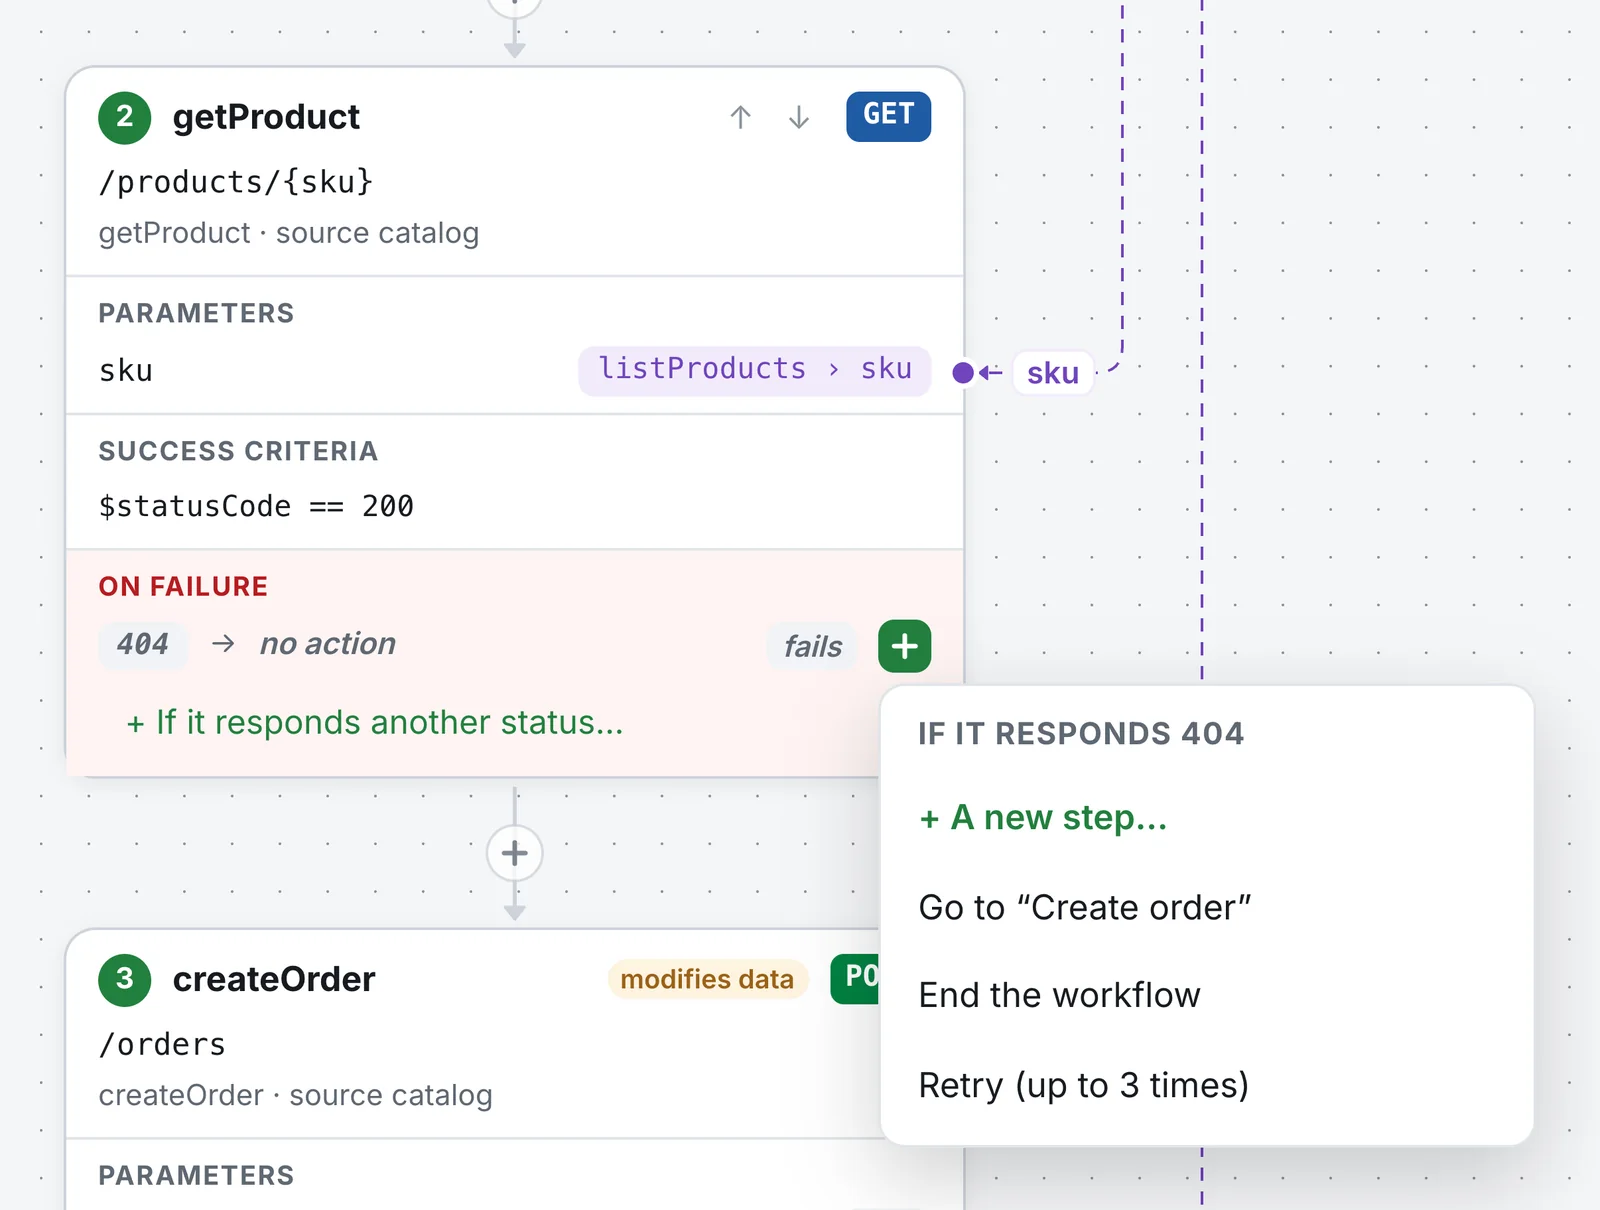 2 getProduct ↑ ↓ GET
/products/{sku}
getProduct · source catalog
PARAMETERS
sku listProducts › sku
sku
SUCCESS CRITERIA
$statusCode == 200
ON FAILURE
404 → no action fails +
+ If it responds another status...
IF IT RESPONDS 404
+ A new step...
Go to “Create order”
End the workflow
Retry (up to 3 times)
+
3 createOrder modifies data PO
/orders
createOrder · source catalog
PARAMETERS